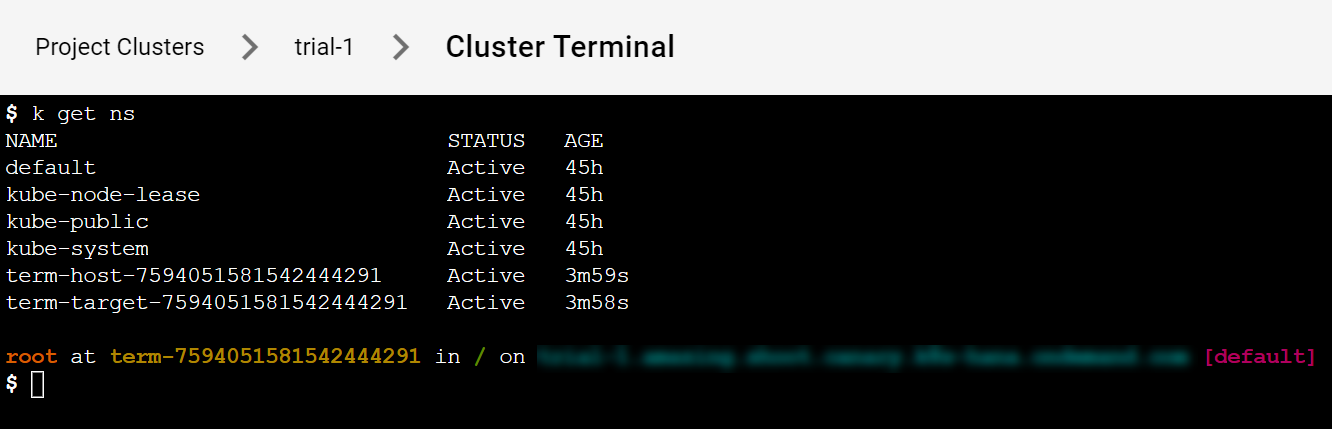 Project Clusters > trial-1 > Cluster Terminal
$ k get ns
NAME STATUS AGE
default Active 45h
kube-node-lease Active 45h
kube-public Active 45h
kube-system Active 45h
term-host-7594051581542444291 Active 3m59s
term-target-7594051581542444291 Active 3m58s
root at term-7594051581542444291 in / on [default]
$